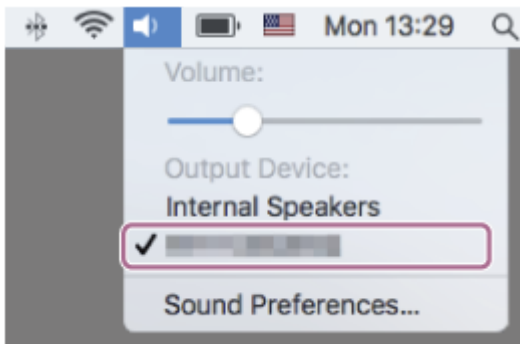 Mon 13:29
Volume:
Output Device:
Internal Speakers
Sound Preferences...